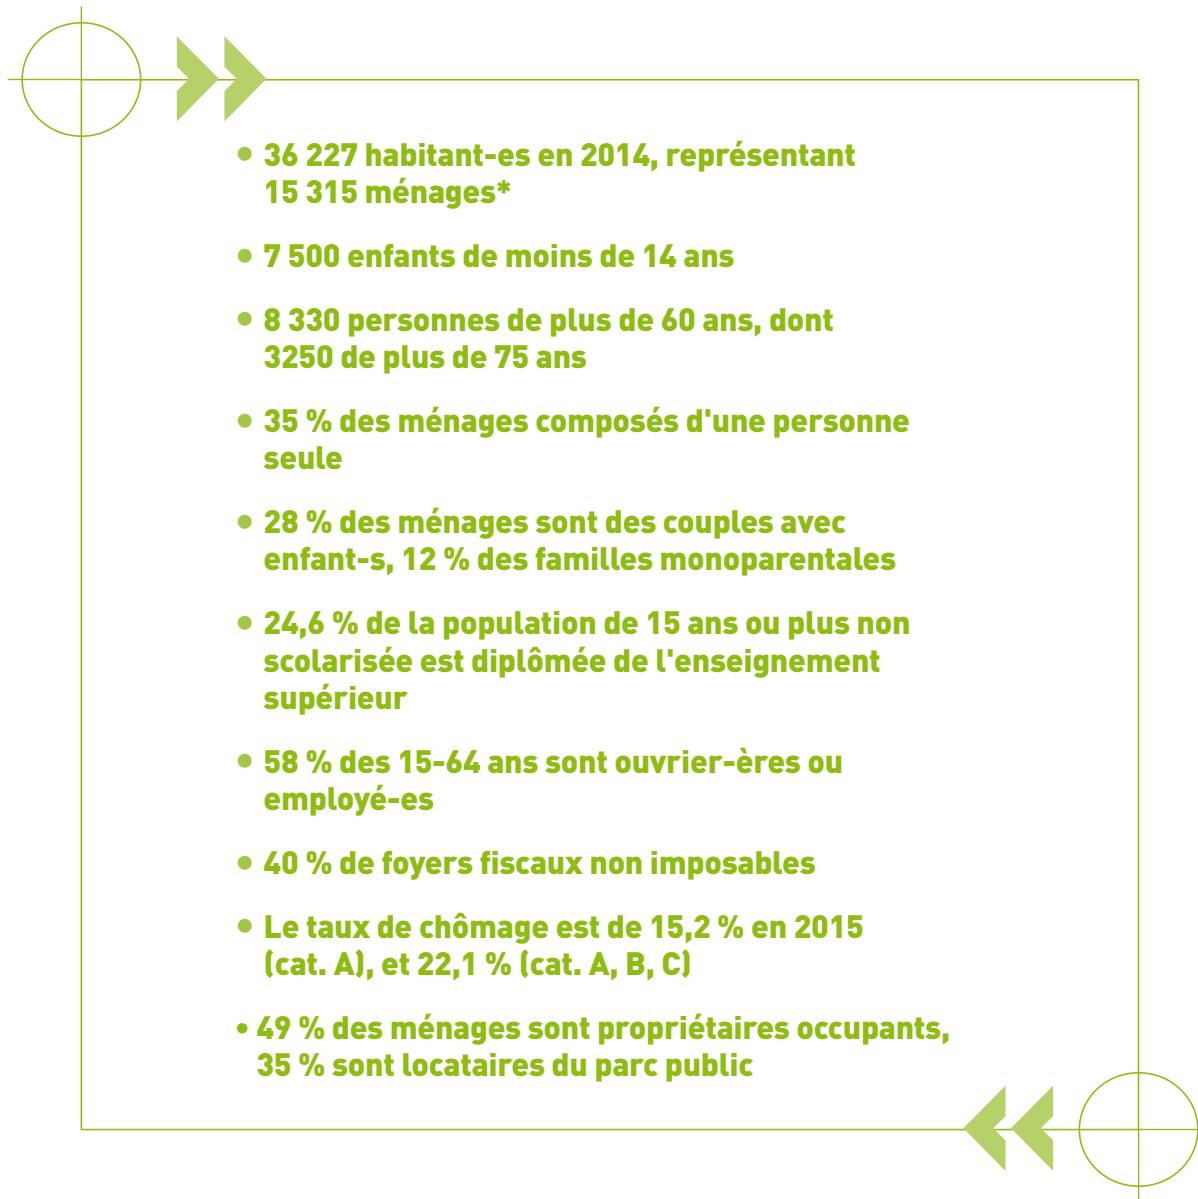 • 36 227 habitant-es en 2014, représentant
15 315 ménages*
• 7 500 enfants de moins de 14 ans
• 8 330 personnes de plus de 60 ans, dont
3250 de plus de 75 ans
• 35 % des ménages composés d'une personne
seule
• 28 % des ménages sont des couples avec
enfant-s, 12 % des familles monoparentales
• 24,6 % de la population de 15 ans ou plus non
scolarisée est diplômée de l'enseignement
supérieur
• 58 % des 15-64 ans sont ouvrier-ères ou
employé-es
• 40 % de foyers fiscaux non imposables
• Le taux de chômage est de 15,2 % en 2015
(cat. A), et 22,1 % (cat. A, B, C)
• 49 % des ménages sont propriétaires occupants,
35 % sont locataires du parc public